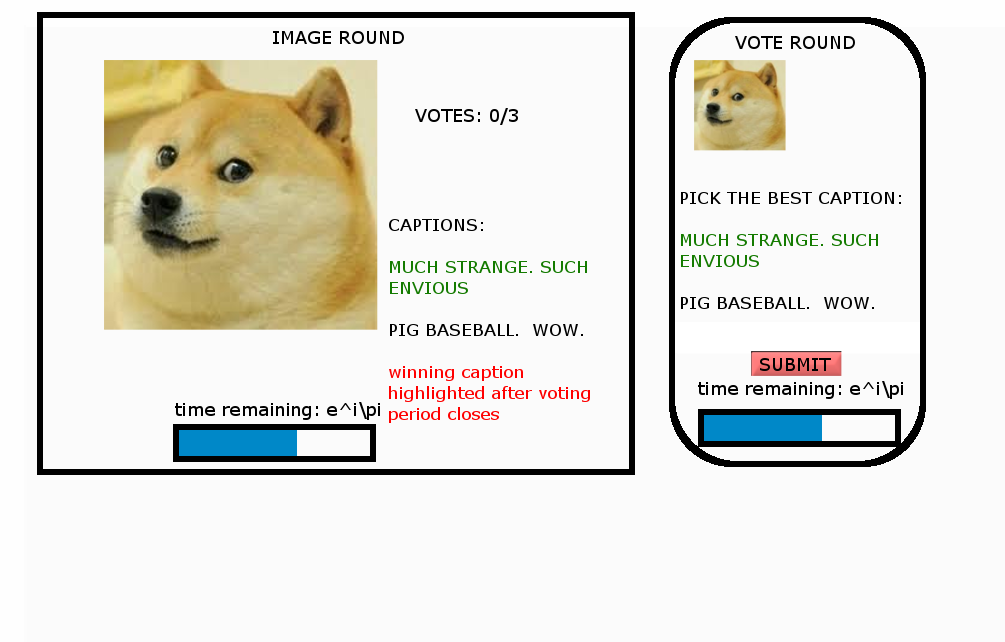 IMAGE ROUND
VOTES: 0/3
CAPTIONS:
MUCH STRANGE. SUCH
ENVIOUS
PIG BASEBALL.  WOW.
winning caption
highlighted after voting
period closes
time remaining: e^i\pi
VOTE ROUND
PICK THE BEST CAPTION:
MUCH STRANGE. SUCH
ENVIOUS
PIG BASEBALL.  WOW.
SUBMIT
time remaining: e^i\pi